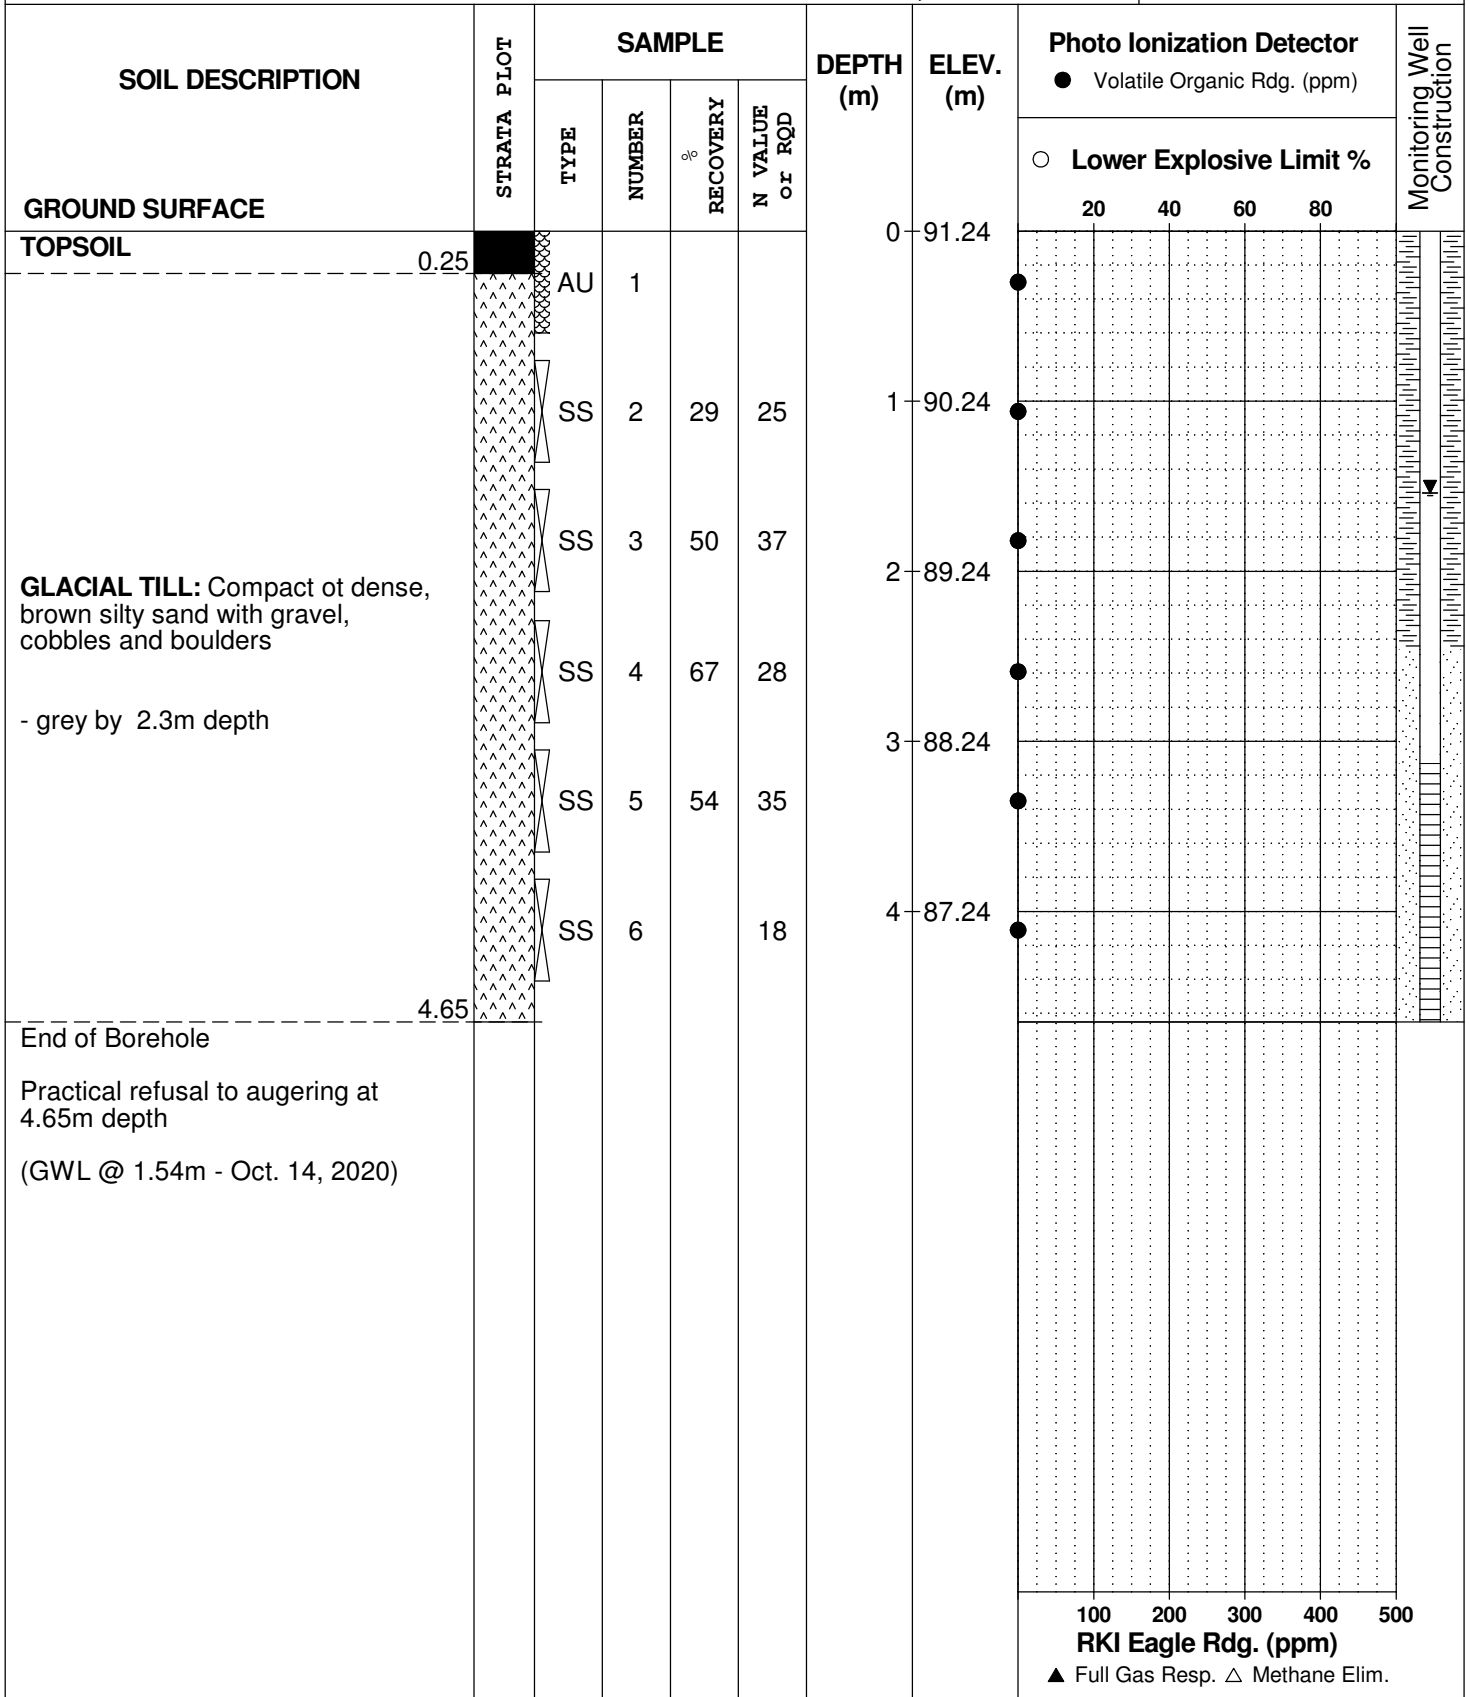 SOIL DESCRIPTION
GROUND SURFACE
STRATA PLOT
SAMPLE
TYPE
NUMBER
%
RECOVERY
N VALUE
or RQD
DEPTH
(m)
ELEV.
(m)
Photo Ionization Detector
● Volatile Organic Rdg. (ppm)
○ Lower Explosive Limit %
20 40 60 80
Monitoring Well
Construction
TOPSOIL
0.25
0 91.24
AU 1
1 90.24
SS 2 29 25
SS 3 50 37
2 89.24
GLACIAL TILL: Compact ot dense,
brown silty sand with gravel,
cobbles and boulders
SS 4 67 28
- grey by 2.3m depth
3 88.24
SS 5 54 35
4 87.24
SS 6 18
4.65
End of Borehole
Practical refusal to augering at
4.65m depth
(GWL @ 1.54m - Oct. 14, 2020)
100 200 300 400 500
RKI Eagle Rdg. (ppm)
▲ Full Gas Resp. △ Methane Elim.